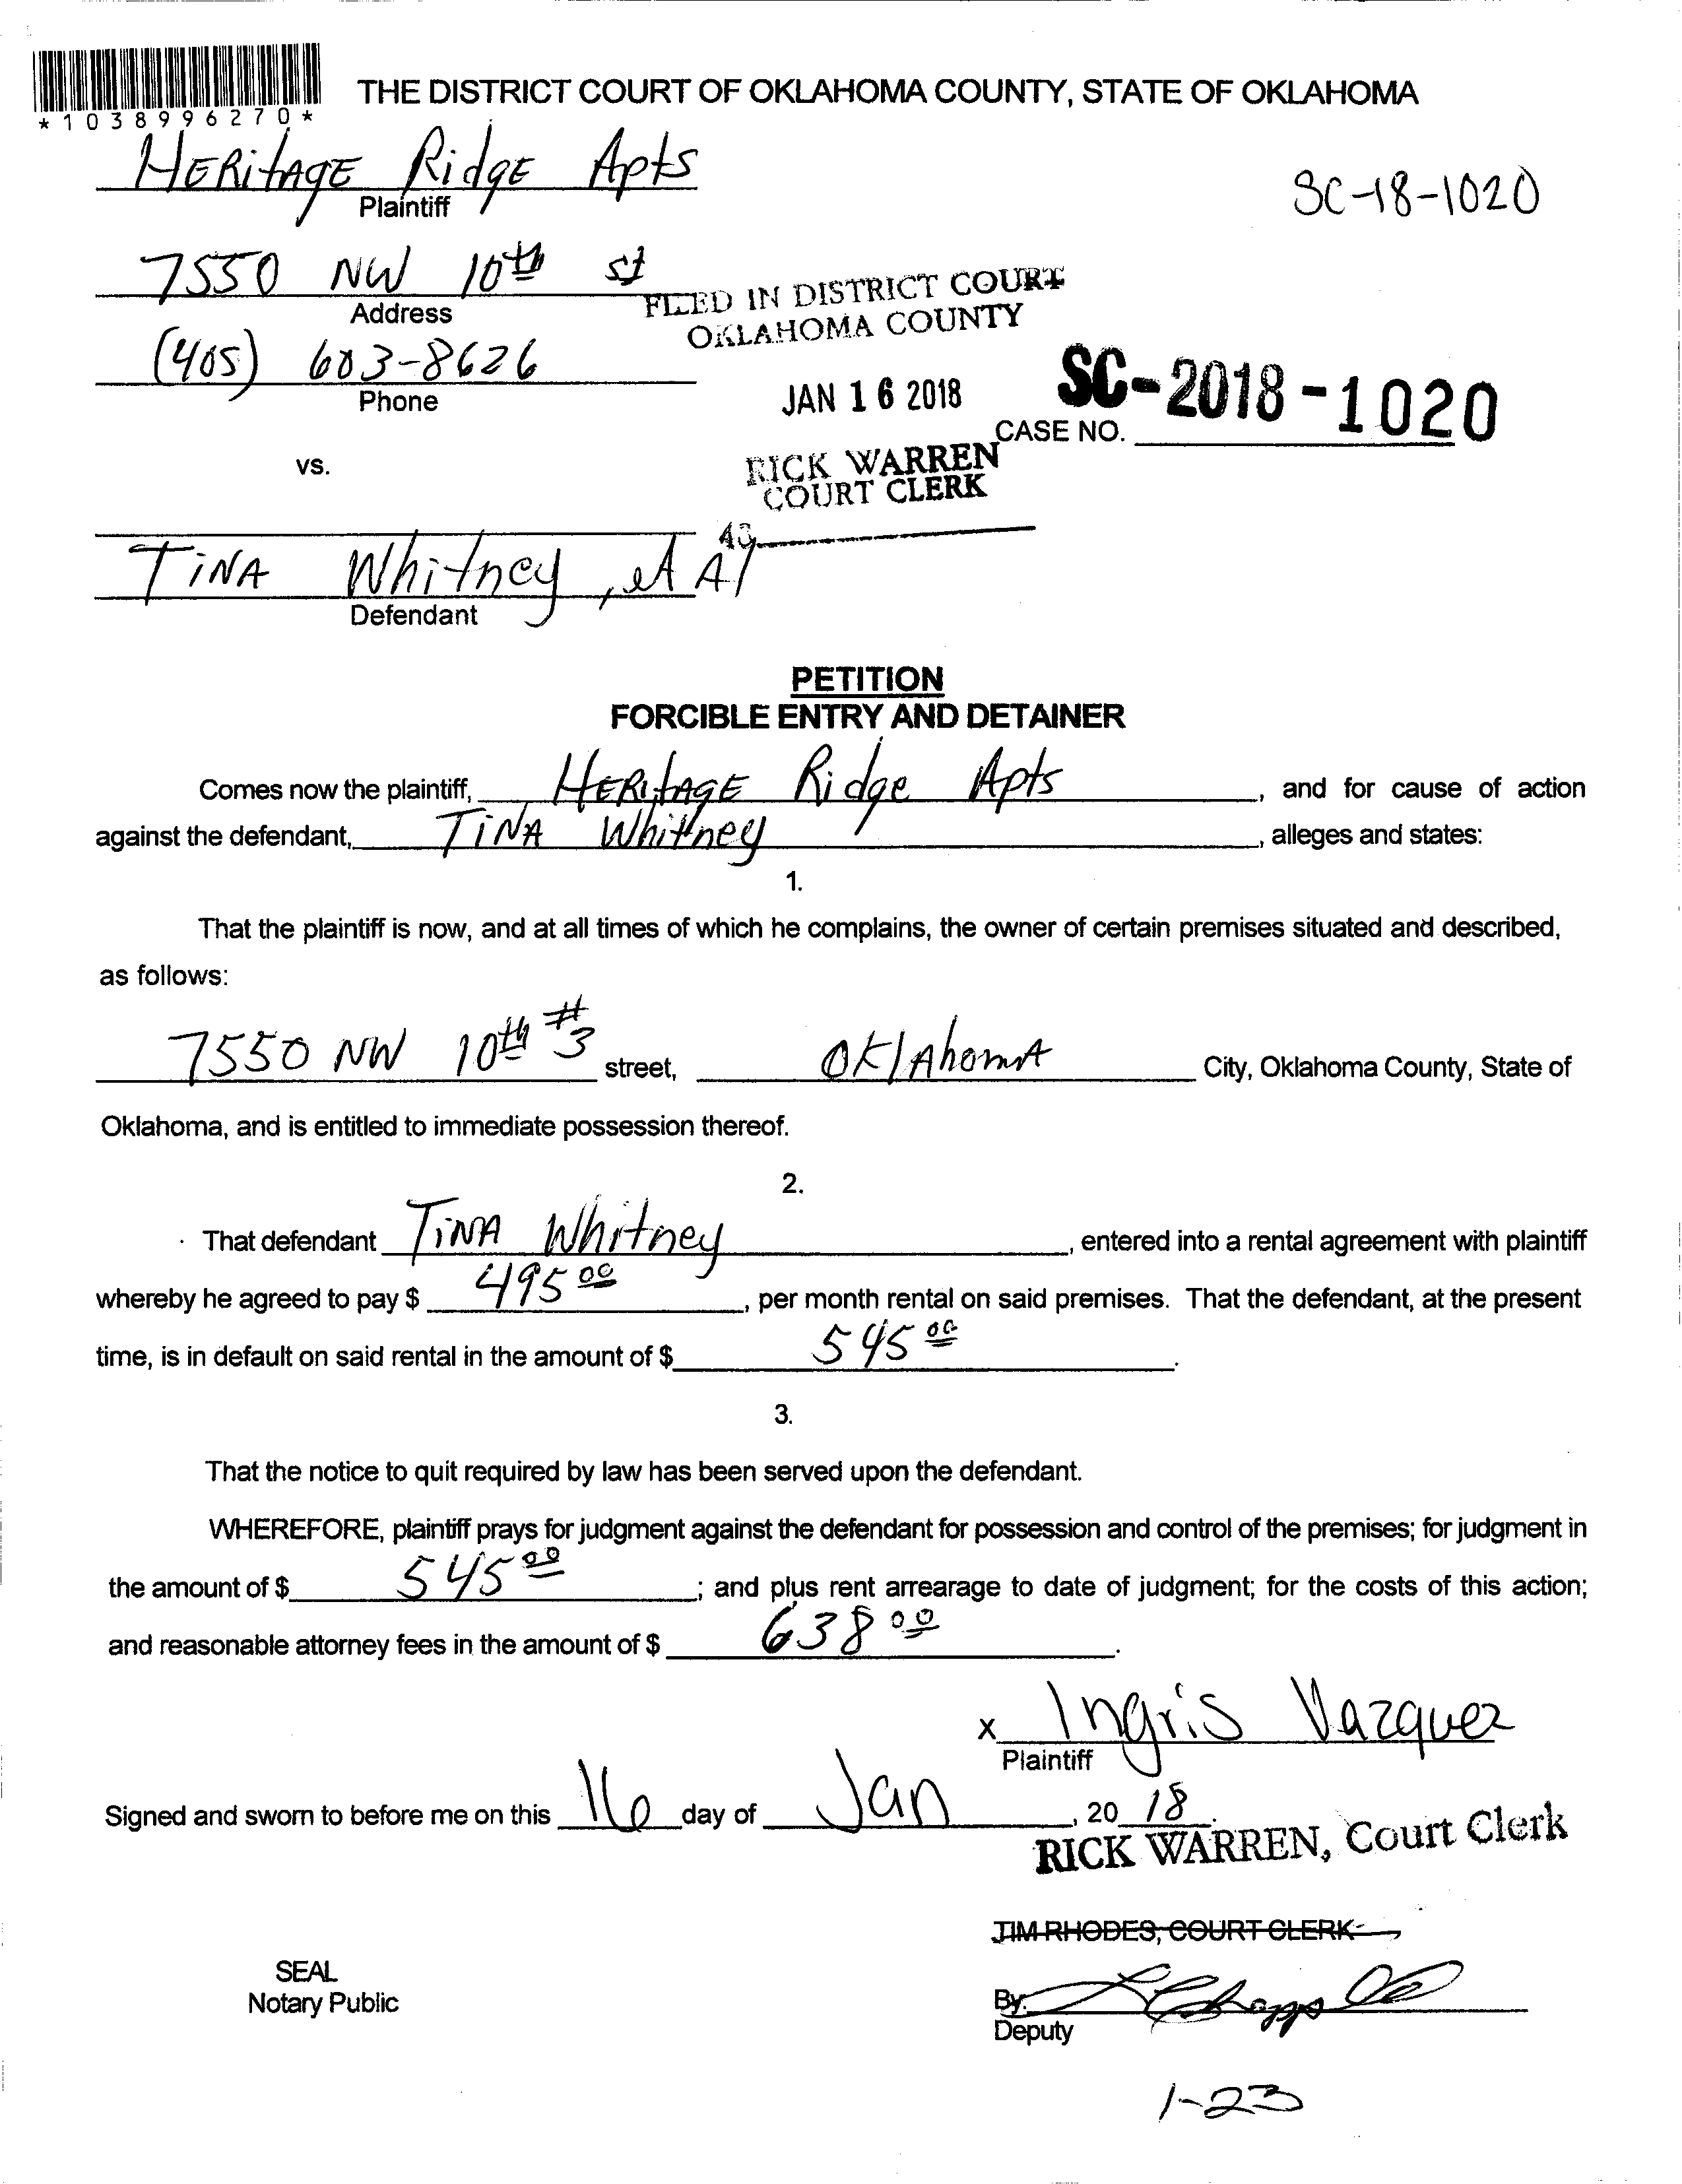 *1038996270*
THE DISTRICT COURT OF OKLAHOMA COUNTY, STATE OF OKLAHOMA
HERitAGE RidgE Apts
Plaintiff
SC-18-1020
7550 NW 10th st
Address
FILED IN DISTRICT COURT
OKLAHOMA COUNTY
(405) 603-8626
Phone
JAN 16 2018
SC-2018-1020
CASE NO.
vs.
RICK WARREN
COURT CLERK
TiNA Whitney, et Al
Defendant
PETITION
FORCIBLE ENTRY AND DETAINER
Comes now the plaintiff, HERitAGE Ridge Apts, and for cause of action
against the defendant, TiNA Whitney, alleges and states:
1.
That the plaintiff is now, and at all times of which he complains, the owner of certain premises situated and described,
as follows:
7550 NW 10th #3 street, OklAhomA City, Oklahoma County, State of
Oklahoma, and is entitled to immediate possession thereof.
2.
That defendant TiNA Whitney, entered into a rental agreement with plaintiff
whereby he agreed to pay $ 495 00, per month rental on said premises. That the defendant, at the present
time, is in default on said rental in the amount of $ 545 00.
3.
That the notice to quit required by law has been served upon the defendant.
WHEREFORE, plaintiff prays for judgment against the defendant for possession and control of the premises; for judgment in
the amount of $ 545 00; and plus rent arrearage to date of judgment; for the costs of this action;
and reasonable attorney fees in the amount of $ 638 00.
x Ingris Vazquez
Plaintiff
Signed and sworn to before me on this 16 day of Jan, 20 18.
RICK WARREN, Court Clerk
JIM RHODES, COURT CLERK
SEAL
Notary Public
By:
Deputy
1-23